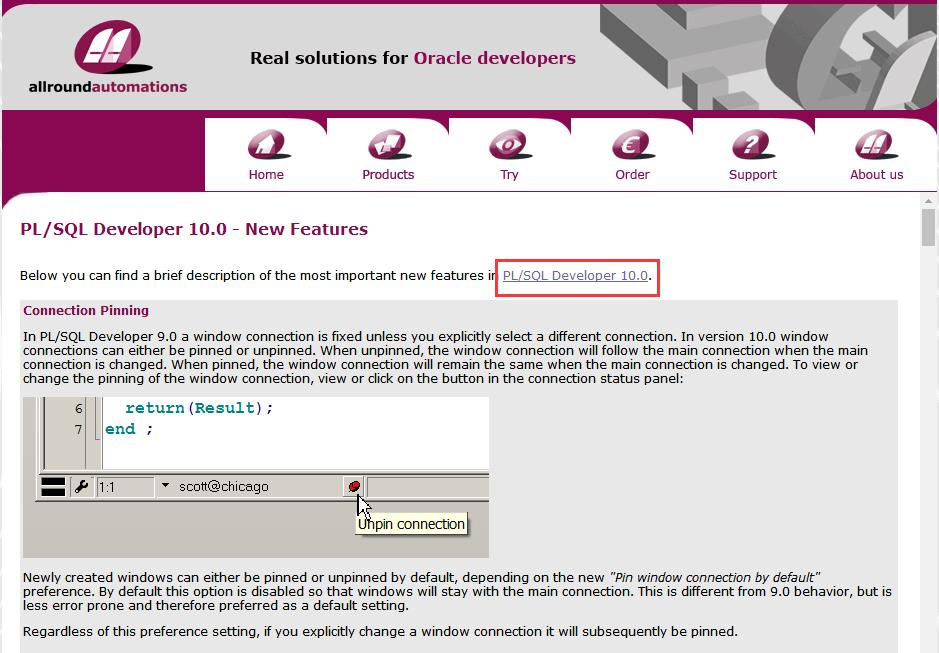 Real solutions for Oracle developers
allroundautomations
Home
Products
Try
Order
Support
About us
PL/SQL Developer 10.0 - New Features
Below you can find a brief description of the most important new features in PL/SQL Developer 10.0.
Connection Pinning
In PL/SQL Developer 9.0 a window connection is fixed unless you explicitly select a different connection. In version 10.0 window
connections can either be pinned or unpinned. When unpinned, the window connection will follow the main connection when the main
connection is changed. When pinned, the window connection will remain the same when the main connection is changed. To view or
change the pinning of the window connection, view or click on the button in the connection status panel:
6 return(Result);
7 end ;
1:1 scott@chicago
Unpin connection
Newly created windows can either be pinned or unpinned by default, depending on the new "Pin window connection by default"
preference. By default this option is disabled so that windows will stay with the main connection. This is different from 9.0 behavior, but is
less error prone and therefore preferred as a default setting.
Regardless of this preference setting, if you explicitly change a window connection it will subsequently be pinned.